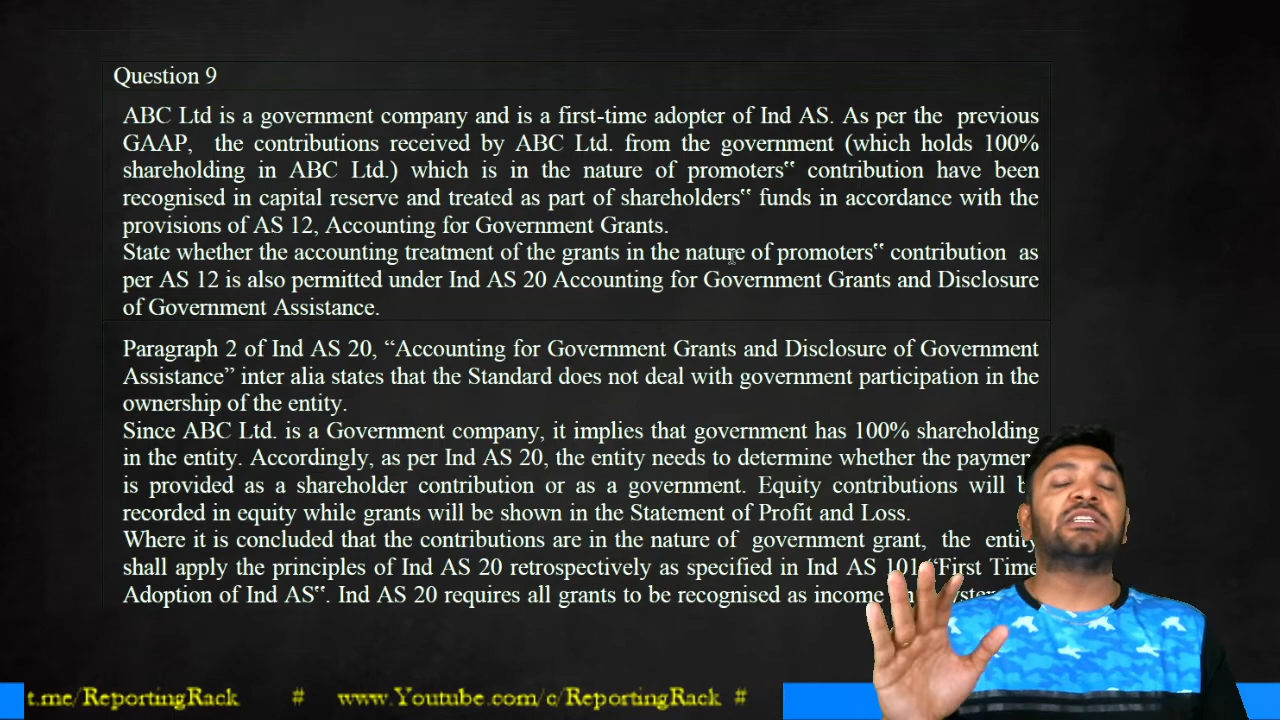 Question 9
ABC Ltd is a government company and is a first-time adopter of Ind AS. As per the previous
GAAP, the contributions received by ABC Ltd. from the government (which holds 100%
shareholding in ABC Ltd.) which is in the nature of promoters‟ contribution have been
recognised in capital reserve and treated as part of shareholders‟ funds in accordance with the
provisions of AS 12, Accounting for Government Grants.
State whether the accounting treatment of the grants in the nature of promoters‟ contribution as
per AS 12 is also permitted under Ind AS 20 Accounting for Government Grants and Disclosure
of Government Assistance.
Paragraph 2 of Ind AS 20, “Accounting for Government Grants and Disclosure of Government
Assistance” inter alia states that the Standard does not deal with government participation in the
ownership of the entity.
Since ABC Ltd. is a Government company, it implies that government has 100% shareholding
in the entity. Accordingly, as per Ind AS 20, the entity needs to determine whether the paymen
is provided as a shareholder contribution or as a government. Equity contributions will
recorded in equity while grants will be shown in the Statement of Profit and Loss.
Where it is concluded that the contributions are in the nature of government grant, the entity
shall apply the principles of Ind AS 20 retrospectively as specified in Ind AS 101 “First Time
Adoption of Ind AS‟. Ind AS 20 requires all grants to be recognised as income
t.me/ReportingRack # www.Youtube.com/c/ReportingRack #